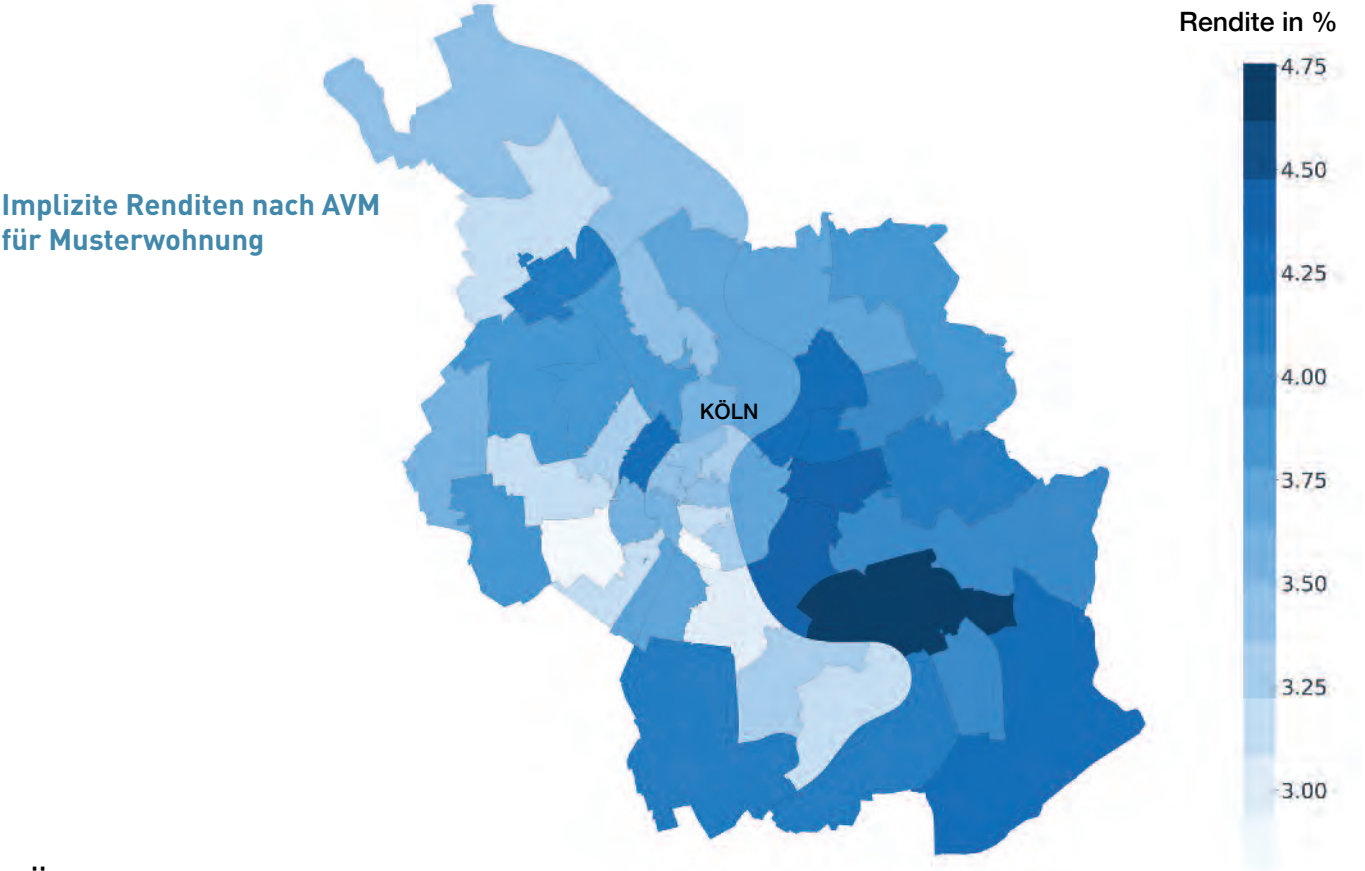 Rendite in %
4.75
4.50
Implizite Renditen nach AVM
für Musterwohnung
4.25
4.00
KÖLN
3.75
3.50
3.25
3.00